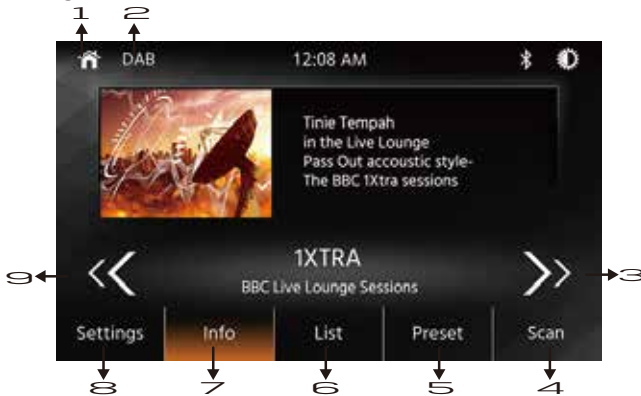 1 2
DAB 12:08 AM
Tinie Tempah
in the Live Lounge
Pass Out accoustic style-
The BBC 1Xtra sessions
9 1XTRA 3
BBC Live Lounge Sessions
Settings Info List Preset Scan
8 7 6 5 4